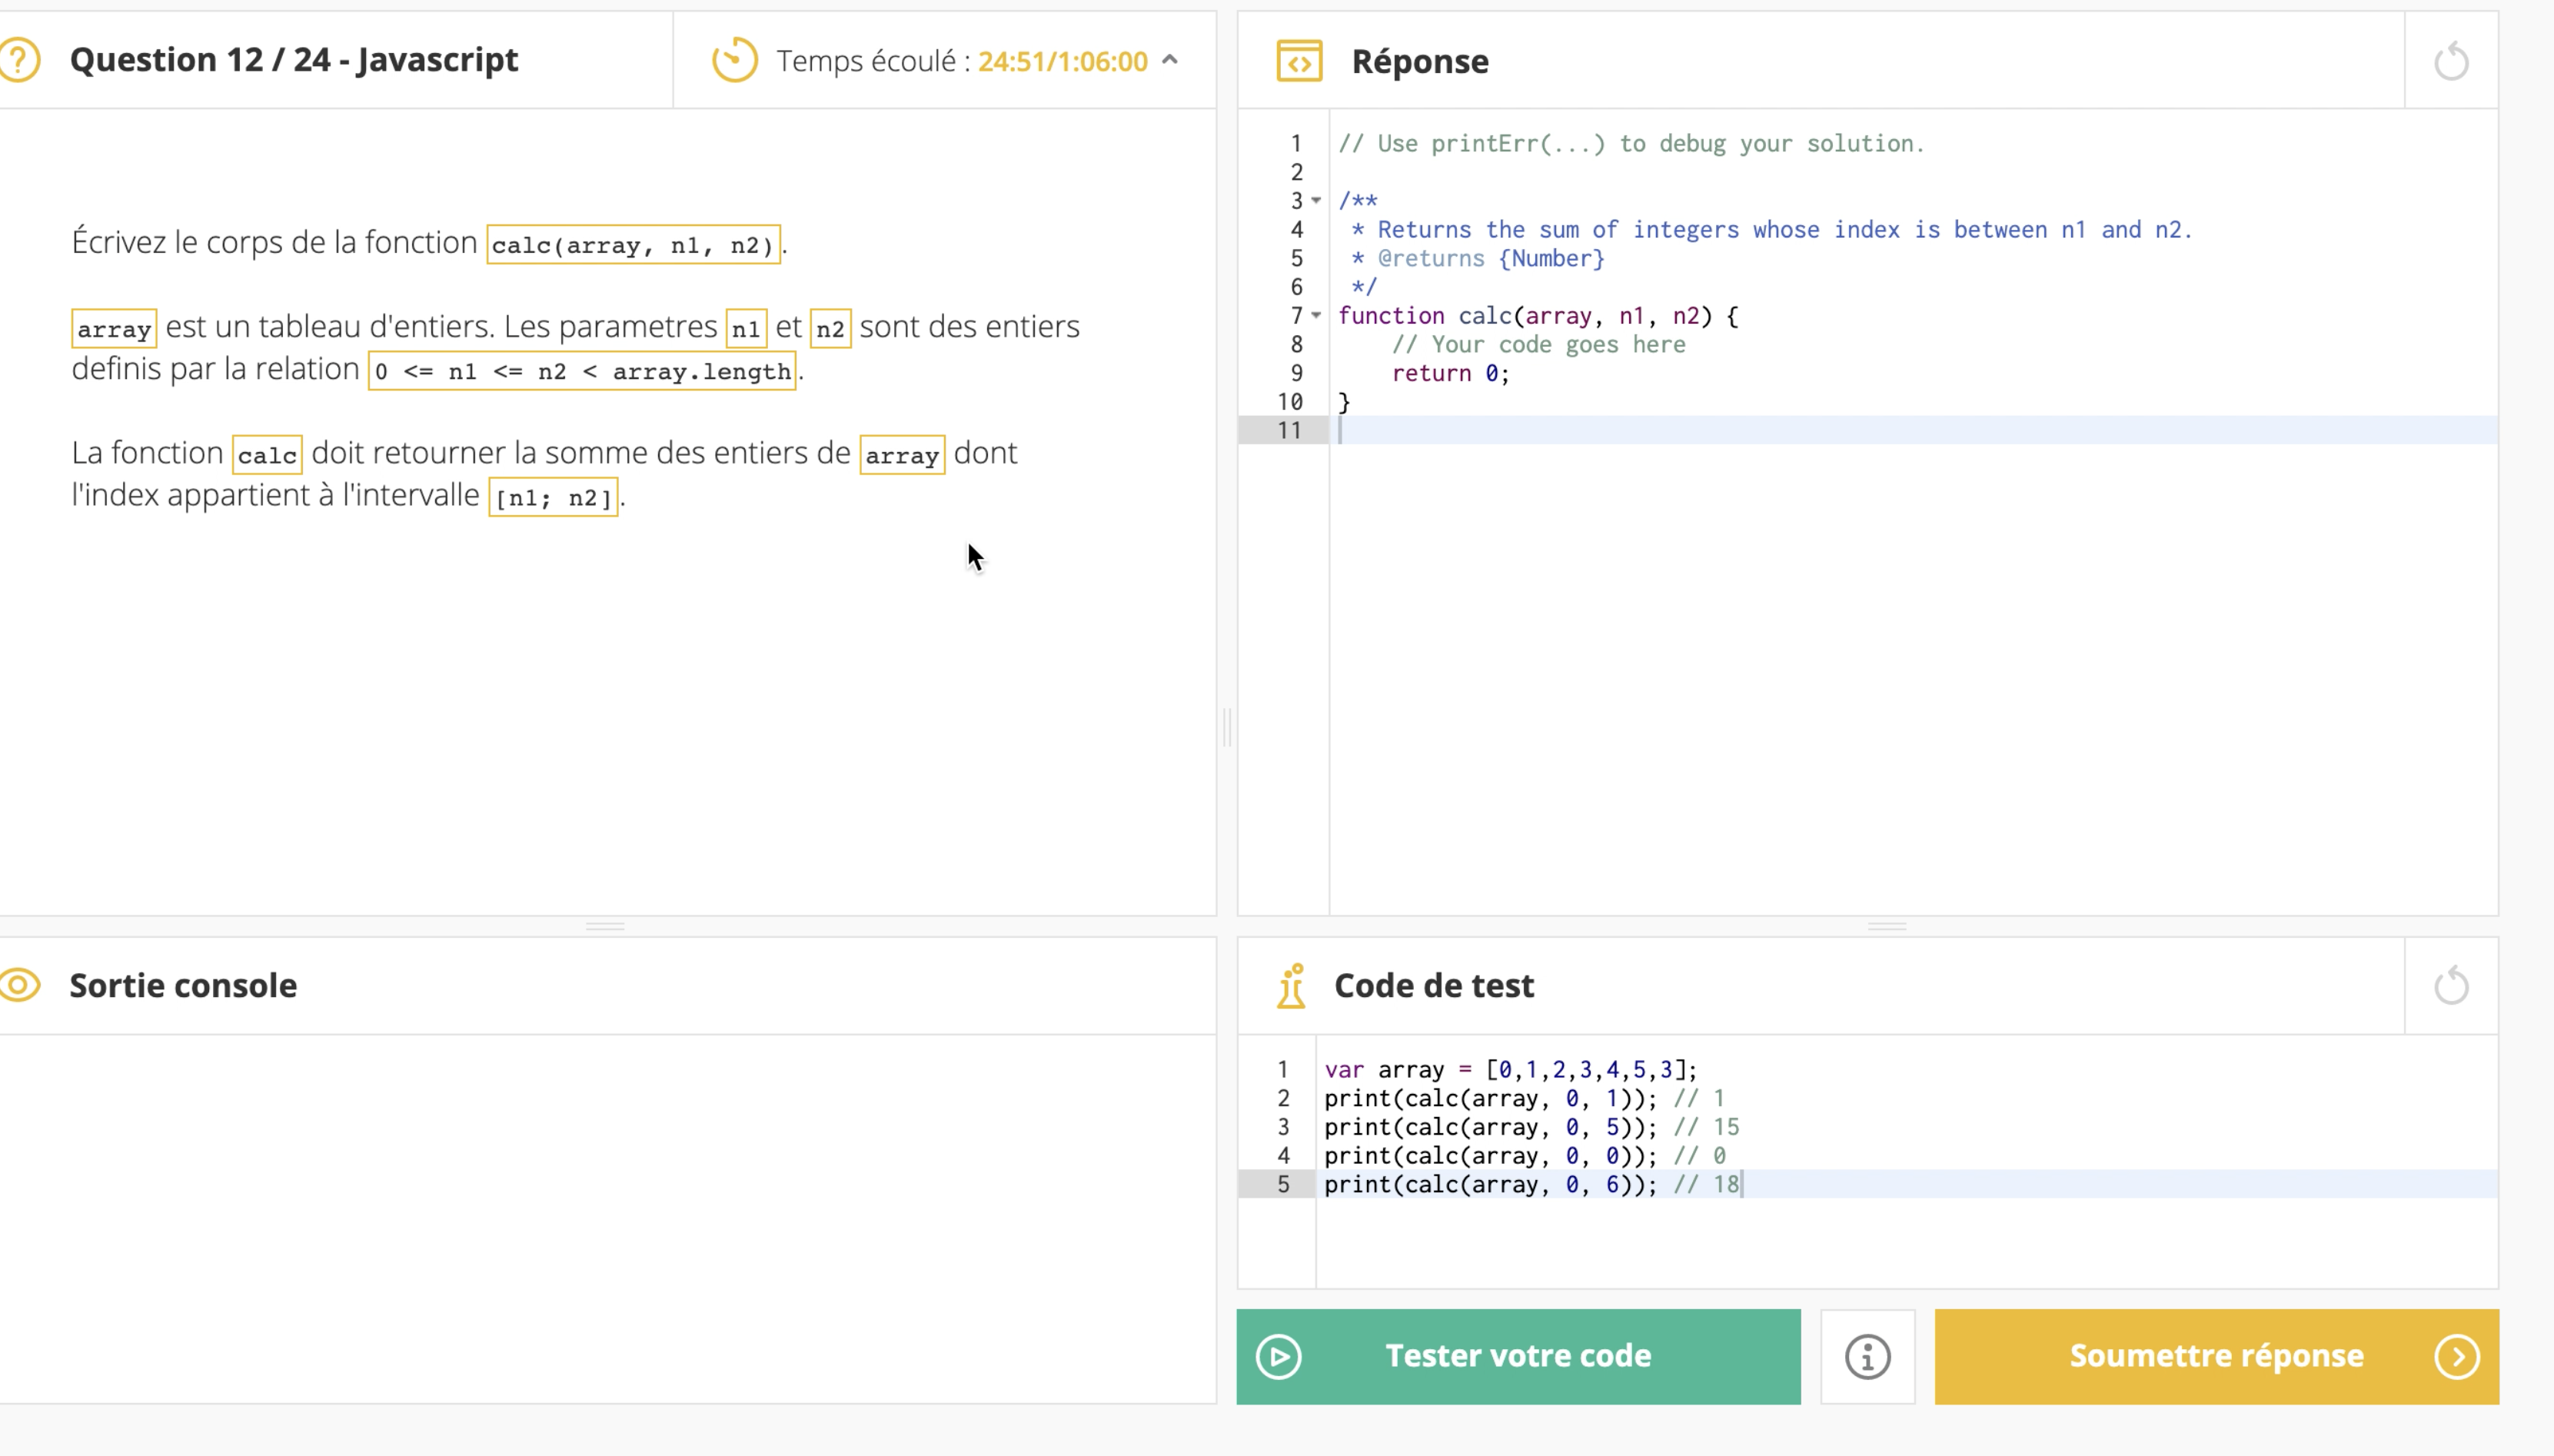 Question 12 / 24 - Javascript
Temps écoulé : 24:51/1:06:00
Écrivez le corps de la fonction calc(array, n1, n2).
array est un tableau d'entiers. Les parametres n1 et n2 sont des entiers
definis par la relation 0 <= n1 <= n2 < array.length.
La fonction calc doit retourner la somme des entiers de array dont
l'index appartient à l'intervalle [n1; n2].
Réponse
1 // Use printErr(...) to debug your solution.
2
3 /**
4 * Returns the sum of integers whose index is between n1 and n2.
5 * @returns {Number}
6 */
7 function calc(array, n1, n2) {
8 // Your code goes here
9 return 0;
10 }
11
Sortie console
Code de test
1 var array = [0,1,2,3,4,5,3];
2 print(calc(array, 0, 1)); // 1
3 print(calc(array, 0, 5)); // 15
4 print(calc(array, 0, 0)); // 0
5 print(calc(array, 0, 6)); // 18
Tester votre code
Soumettre réponse